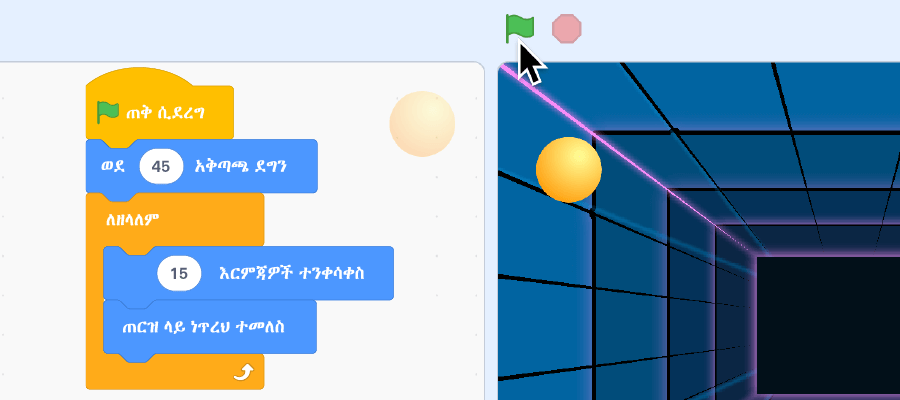 ጠቅ ሲደረግ
ወደ 45 አቅጣጫ ደግን
ለዘላለም
15 እርምጃዎች ተንቀሳቀስ
ጠርዝ ላይ ነጥረህ ተመለስ